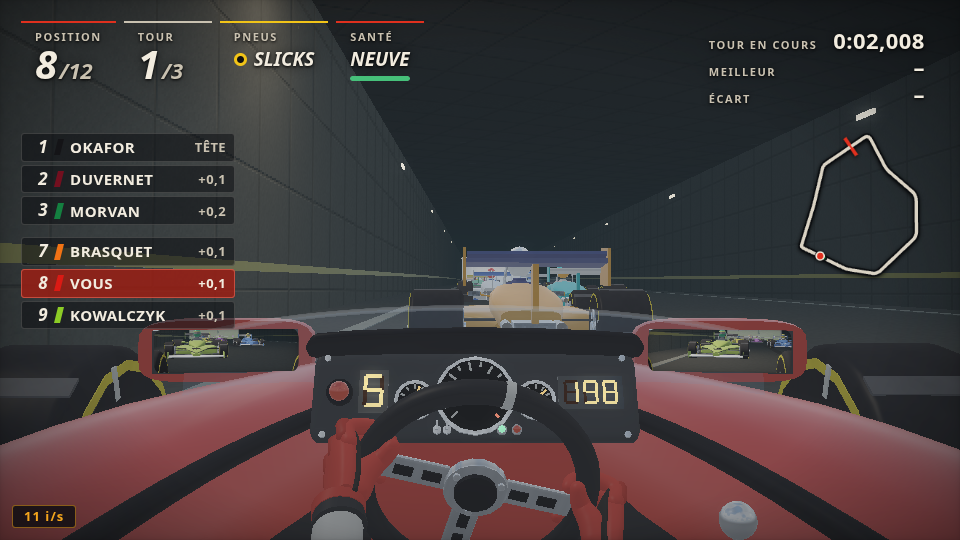 POSITION
8/12
TOUR
1/3
PNEUS
SLICKS
SANTÉ
NEUVE
TOUR EN COURS 0:02,008
MEILLEUR –
ÉCART –
1 OKAFOR TÊTE
2 DUVERNET +0,1
3 MORVAN +0,2
7 BRASQUET +0,1
8 VOUS +0,1
9 KOWALCZYK +0,1
5
198
11 i/s